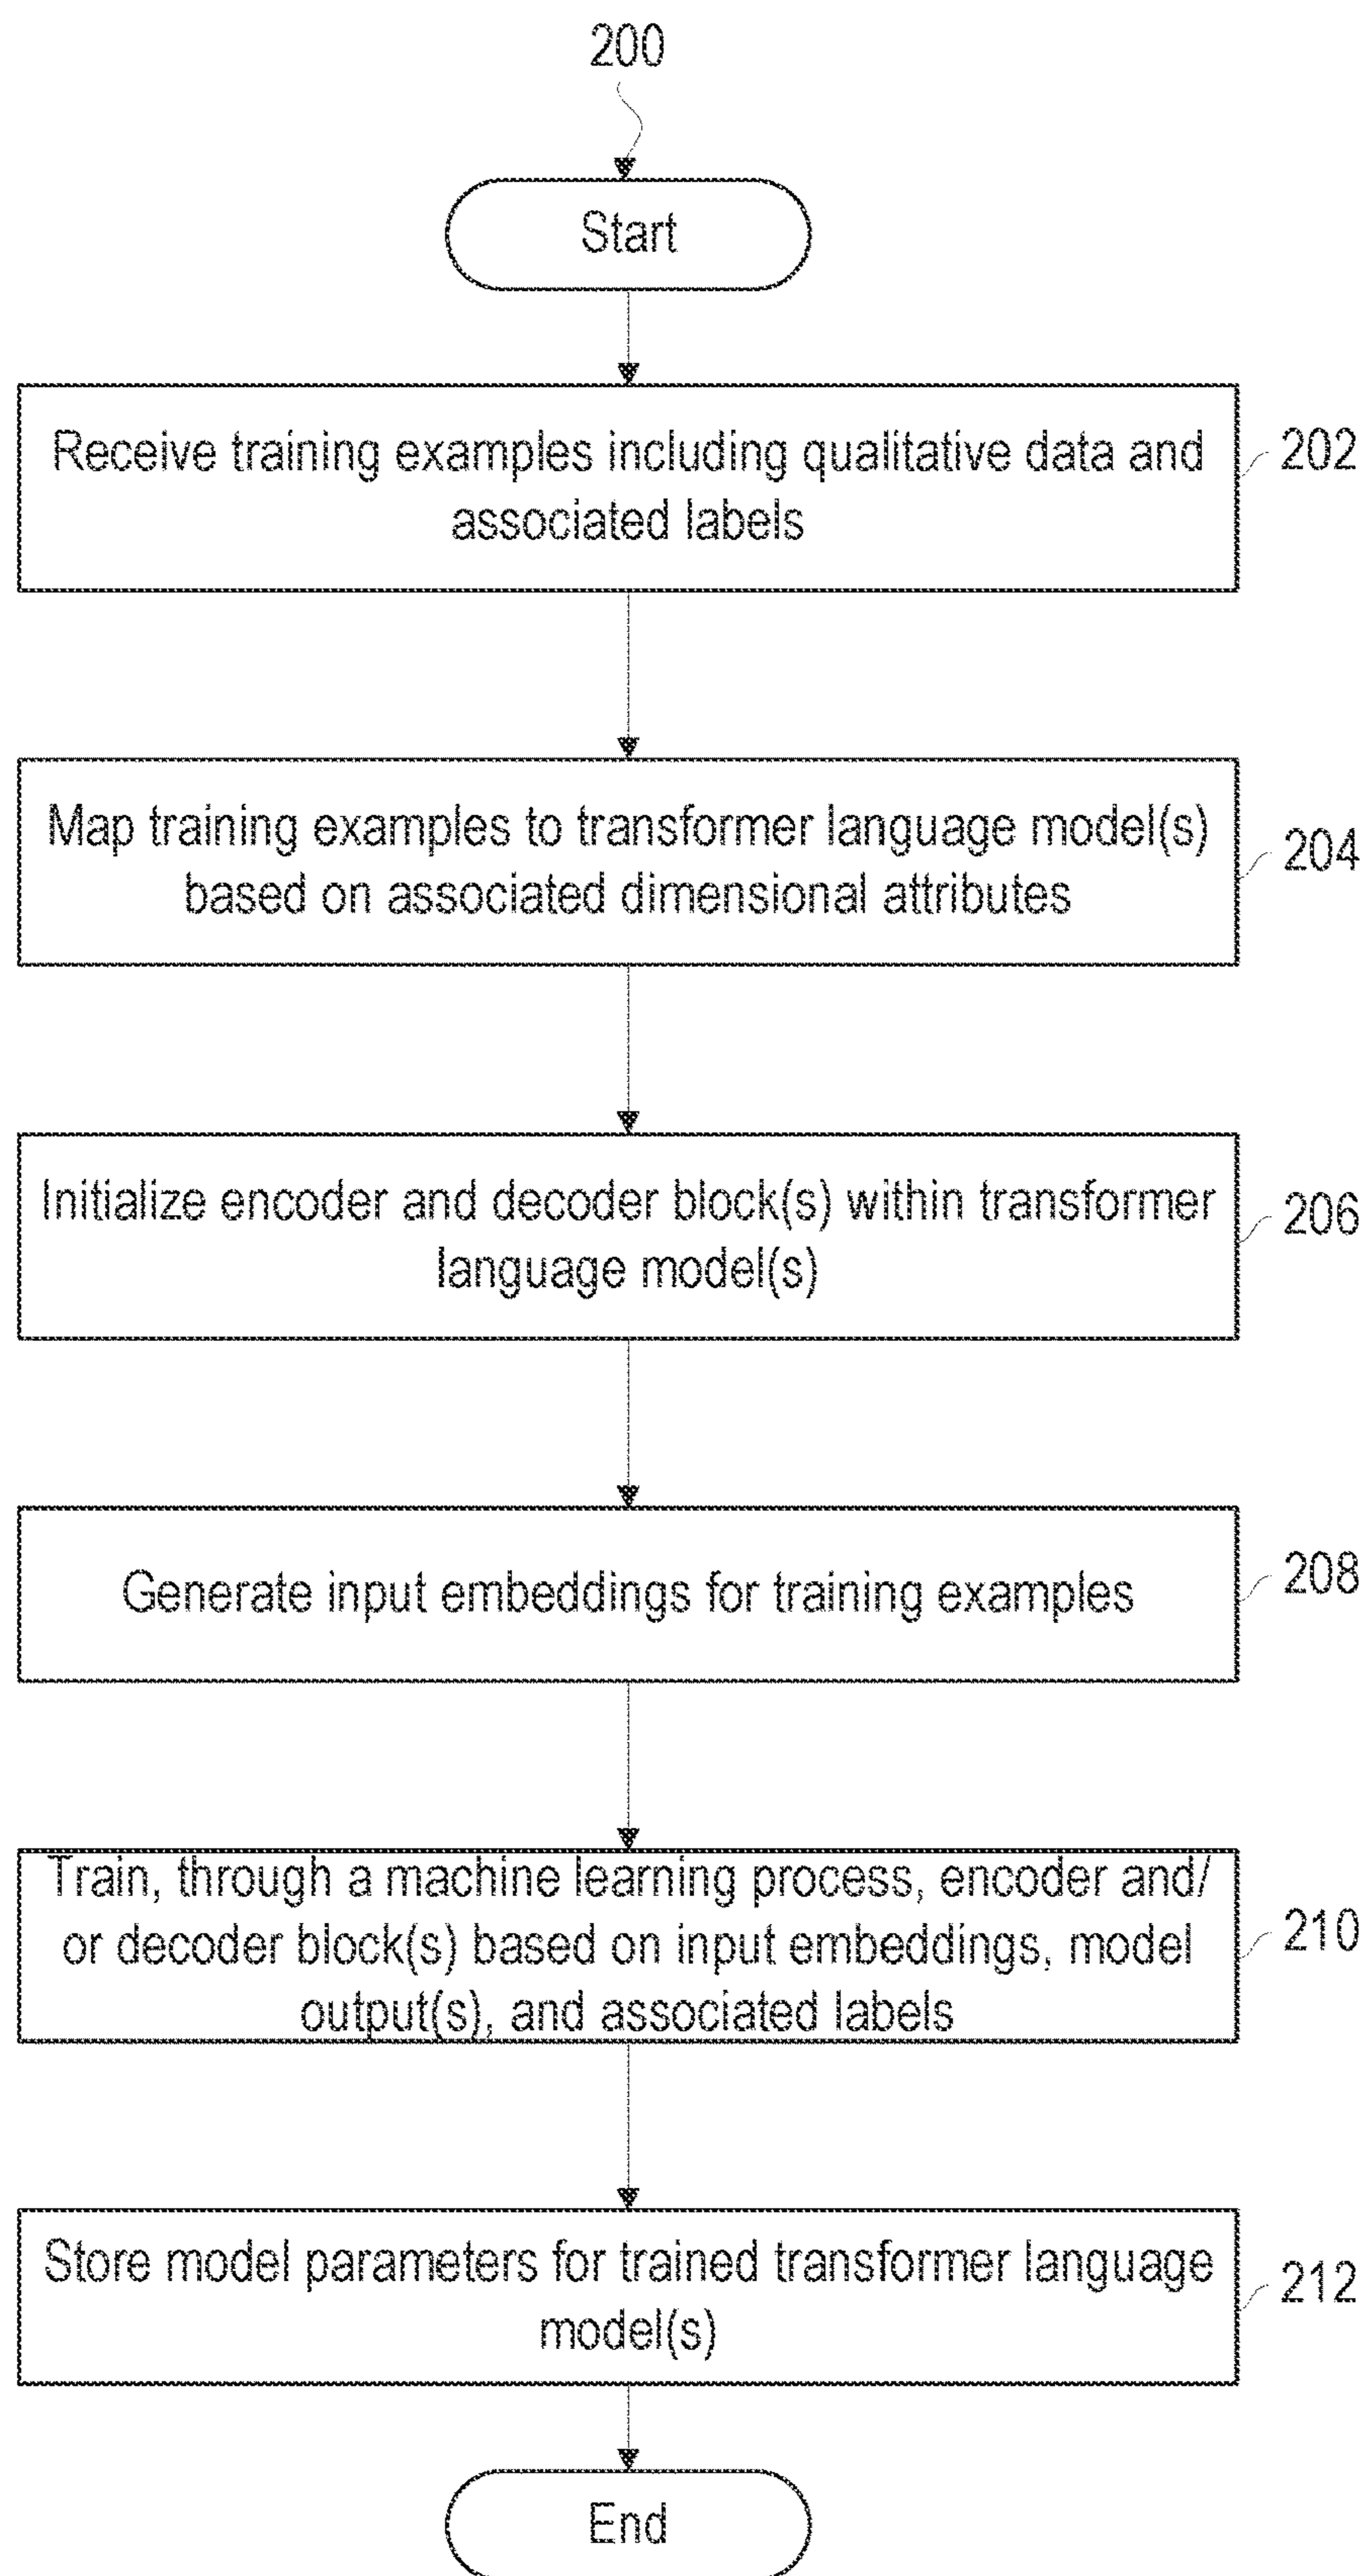 200
Start
Receive training examples including qualitative data and
associated labels
202
Map training examples to transformer language model(s)
based on associated dimensional attributes
204
Initialize encoder and decoder block(s) within transformer
language model(s)
206
Generate input embeddings for training examples
208
Train, through a machine learning process, encoder and/
or decoder block(s) based on input embeddings, model
output(s), and associated labels
210
Store model parameters for trained transformer language
model(s)
212
End